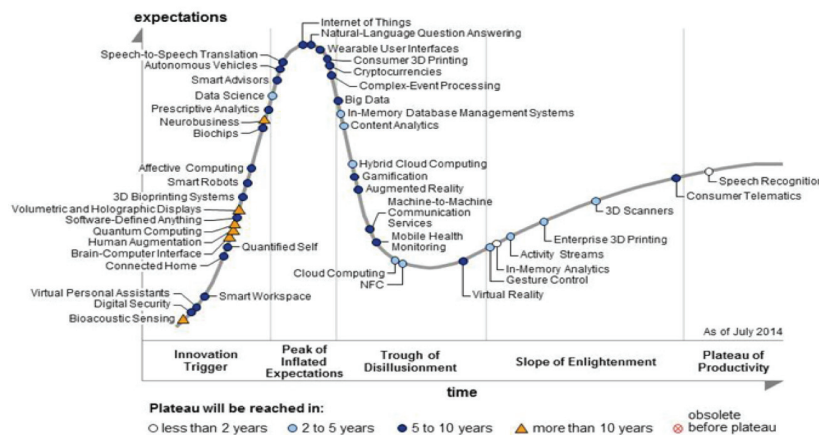 expectations
Internet of Things
Natural-Language Question Answering
Wearable User Interfaces
Speech-to-Speech Translation
Consumer 3D Printing
Autonomous Vehicles
Cryptocurrencies
Smart Advisors
Complex-Event Processing
Data Science
Big Data
Prescriptive Analytics
In-Memory Database Management Systems
Neurobusiness
Content Analytics
Biochips
Hybrid Cloud Computing
Affective Computing
Gamification
Speech Recognition
Smart Robots
Augmented Reality
Consumer Telematics
3D Bioprinting Systems
Machine-to-Machine
Communication
Services
3D Scanners
Volumetric and Holographic Displays
Software-Defined Anything
Quantum Computing
Mobile Health
Monitoring
Human Augmentation
Quantified Self
Enterprise 3D Printing
Brain-Computer Interface
Activity Streams
Connected Home
Cloud Computing
In-Memory Analytics
NFC
Gesture Control
Virtual Personal Assistants
Smart Workspace
Virtual Reality
Digital Security
Bioacoustic Sensing
As of July 2014
Innovation
Trigger
Peak of
Inflated
Expectations
Trough of
Disillusionment
Slope of Enlightenment
Plateau of
Productivity
time
Plateau will be reached in:
less than 2 years
2 to 5 years
5 to 10 years
more than 10 years
obsolete
before plateau